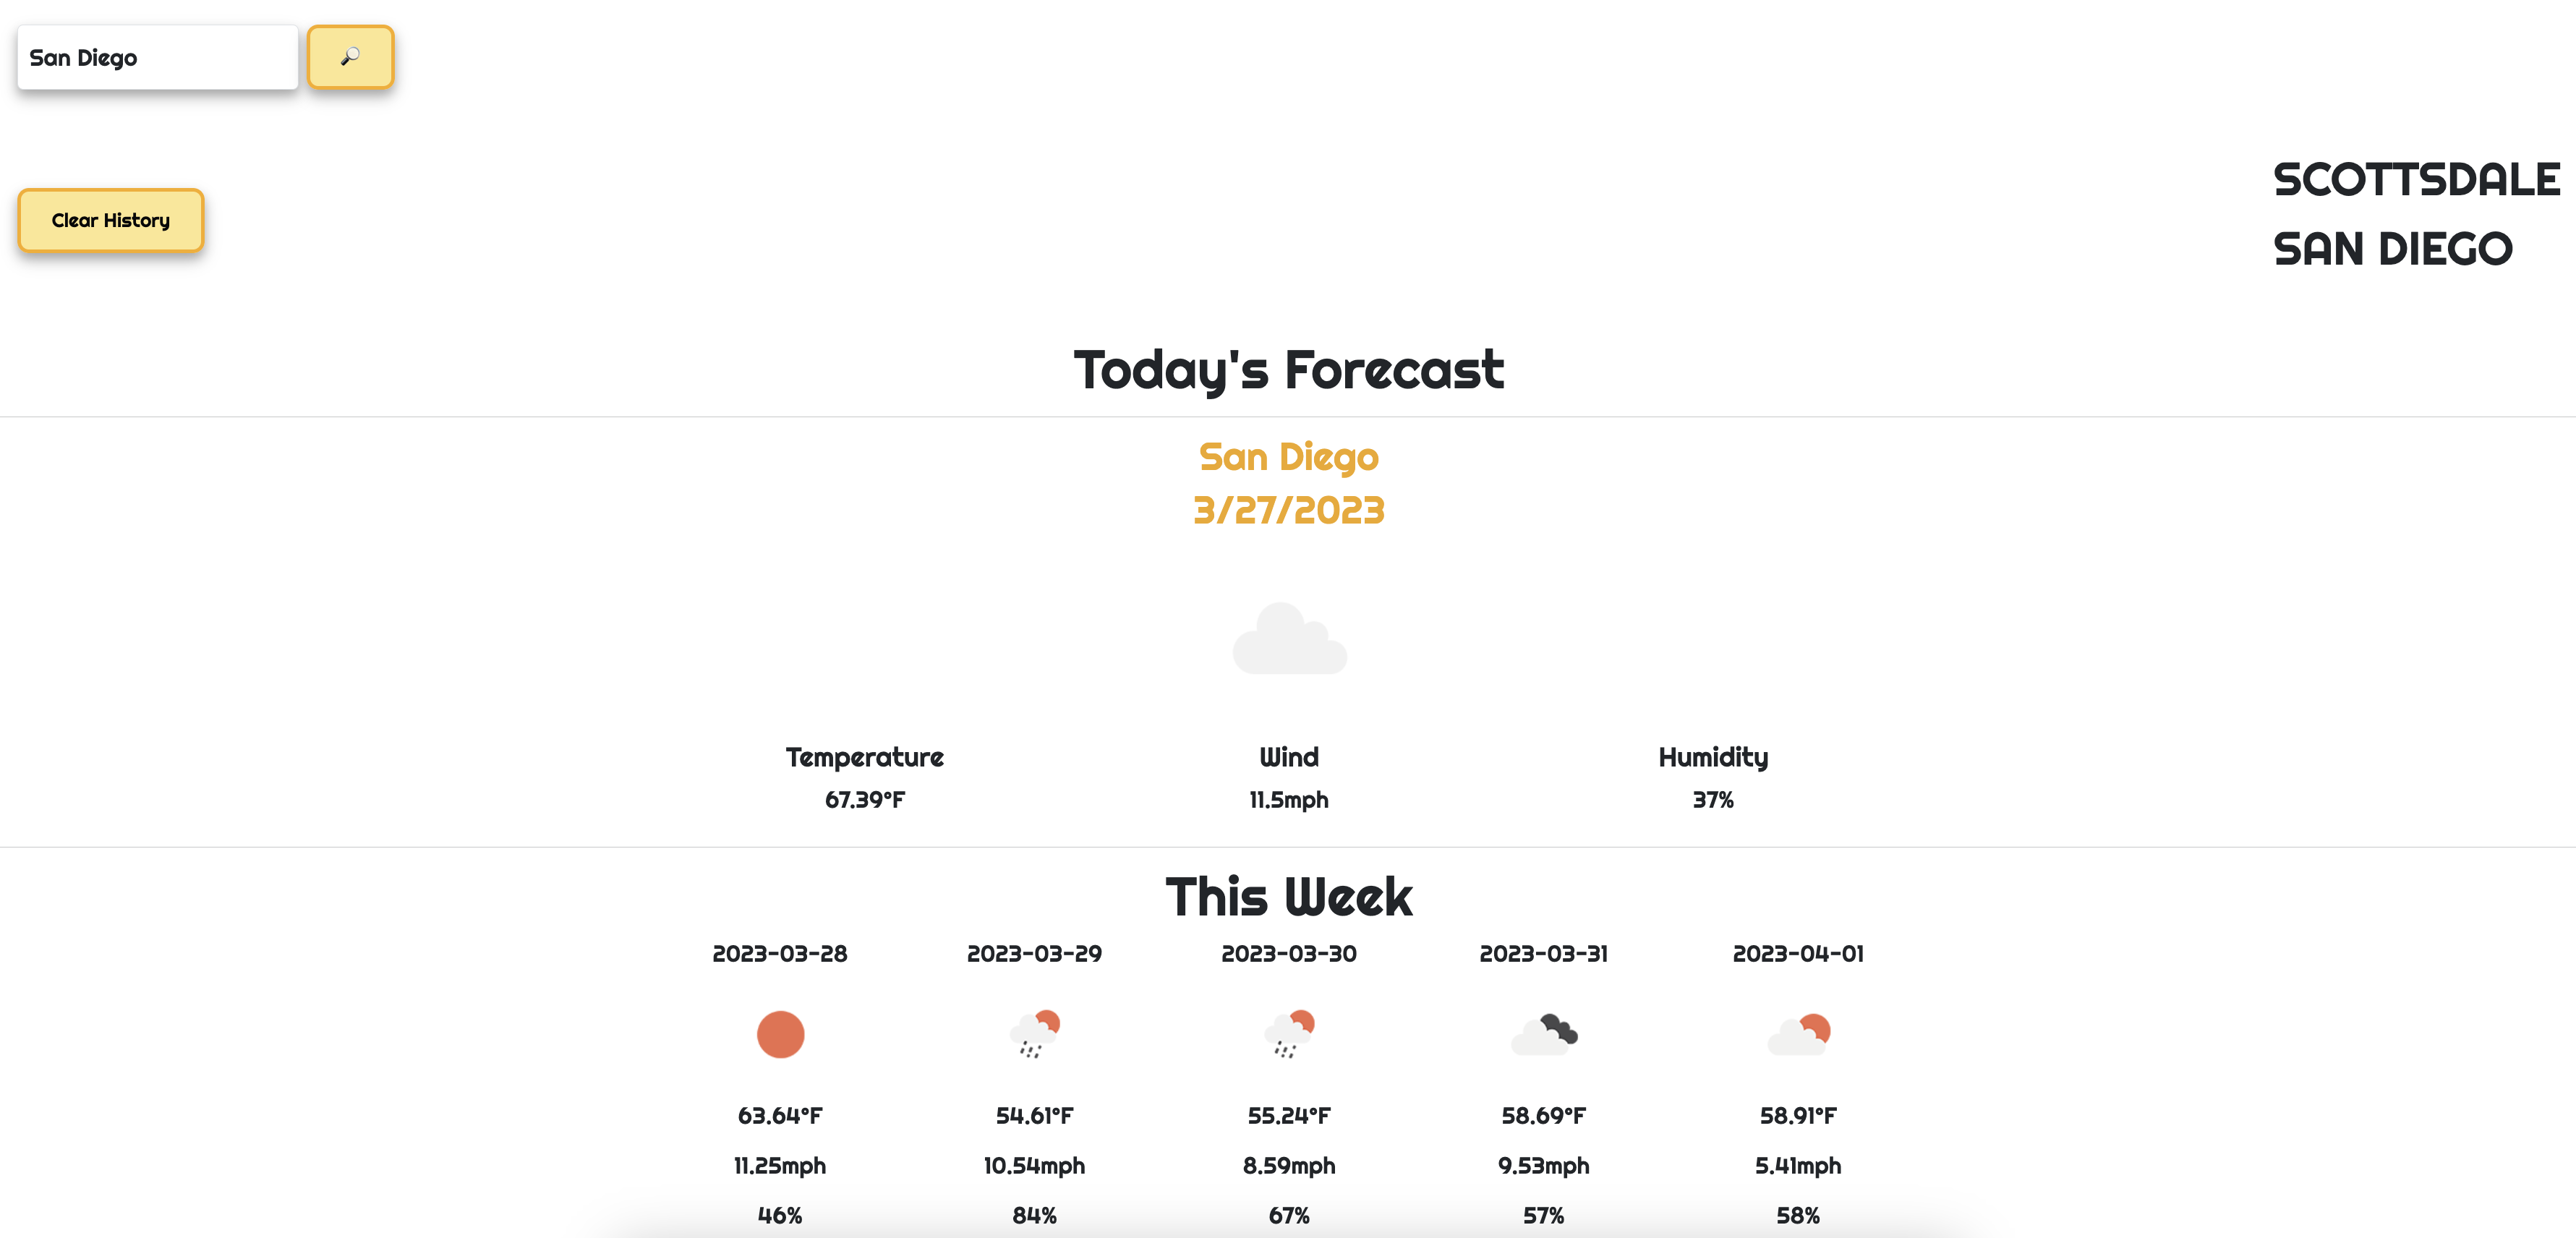 San Diego
Clear History
SCOTTSDALE
SAN DIEGO
Today's Forecast
San Diego
3/27/2023
Temperature Wind Humidity
67.39°F 11.5mph 37%
This Week
2023-03-28 2023-03-29 2023-03-30 2023-03-31 2023-04-01
63.64°F 54.61°F 55.24°F 58.69°F 58.91°F
11.25mph 10.54mph 8.59mph 9.53mph 5.41mph
46% 84% 67% 57% 58%